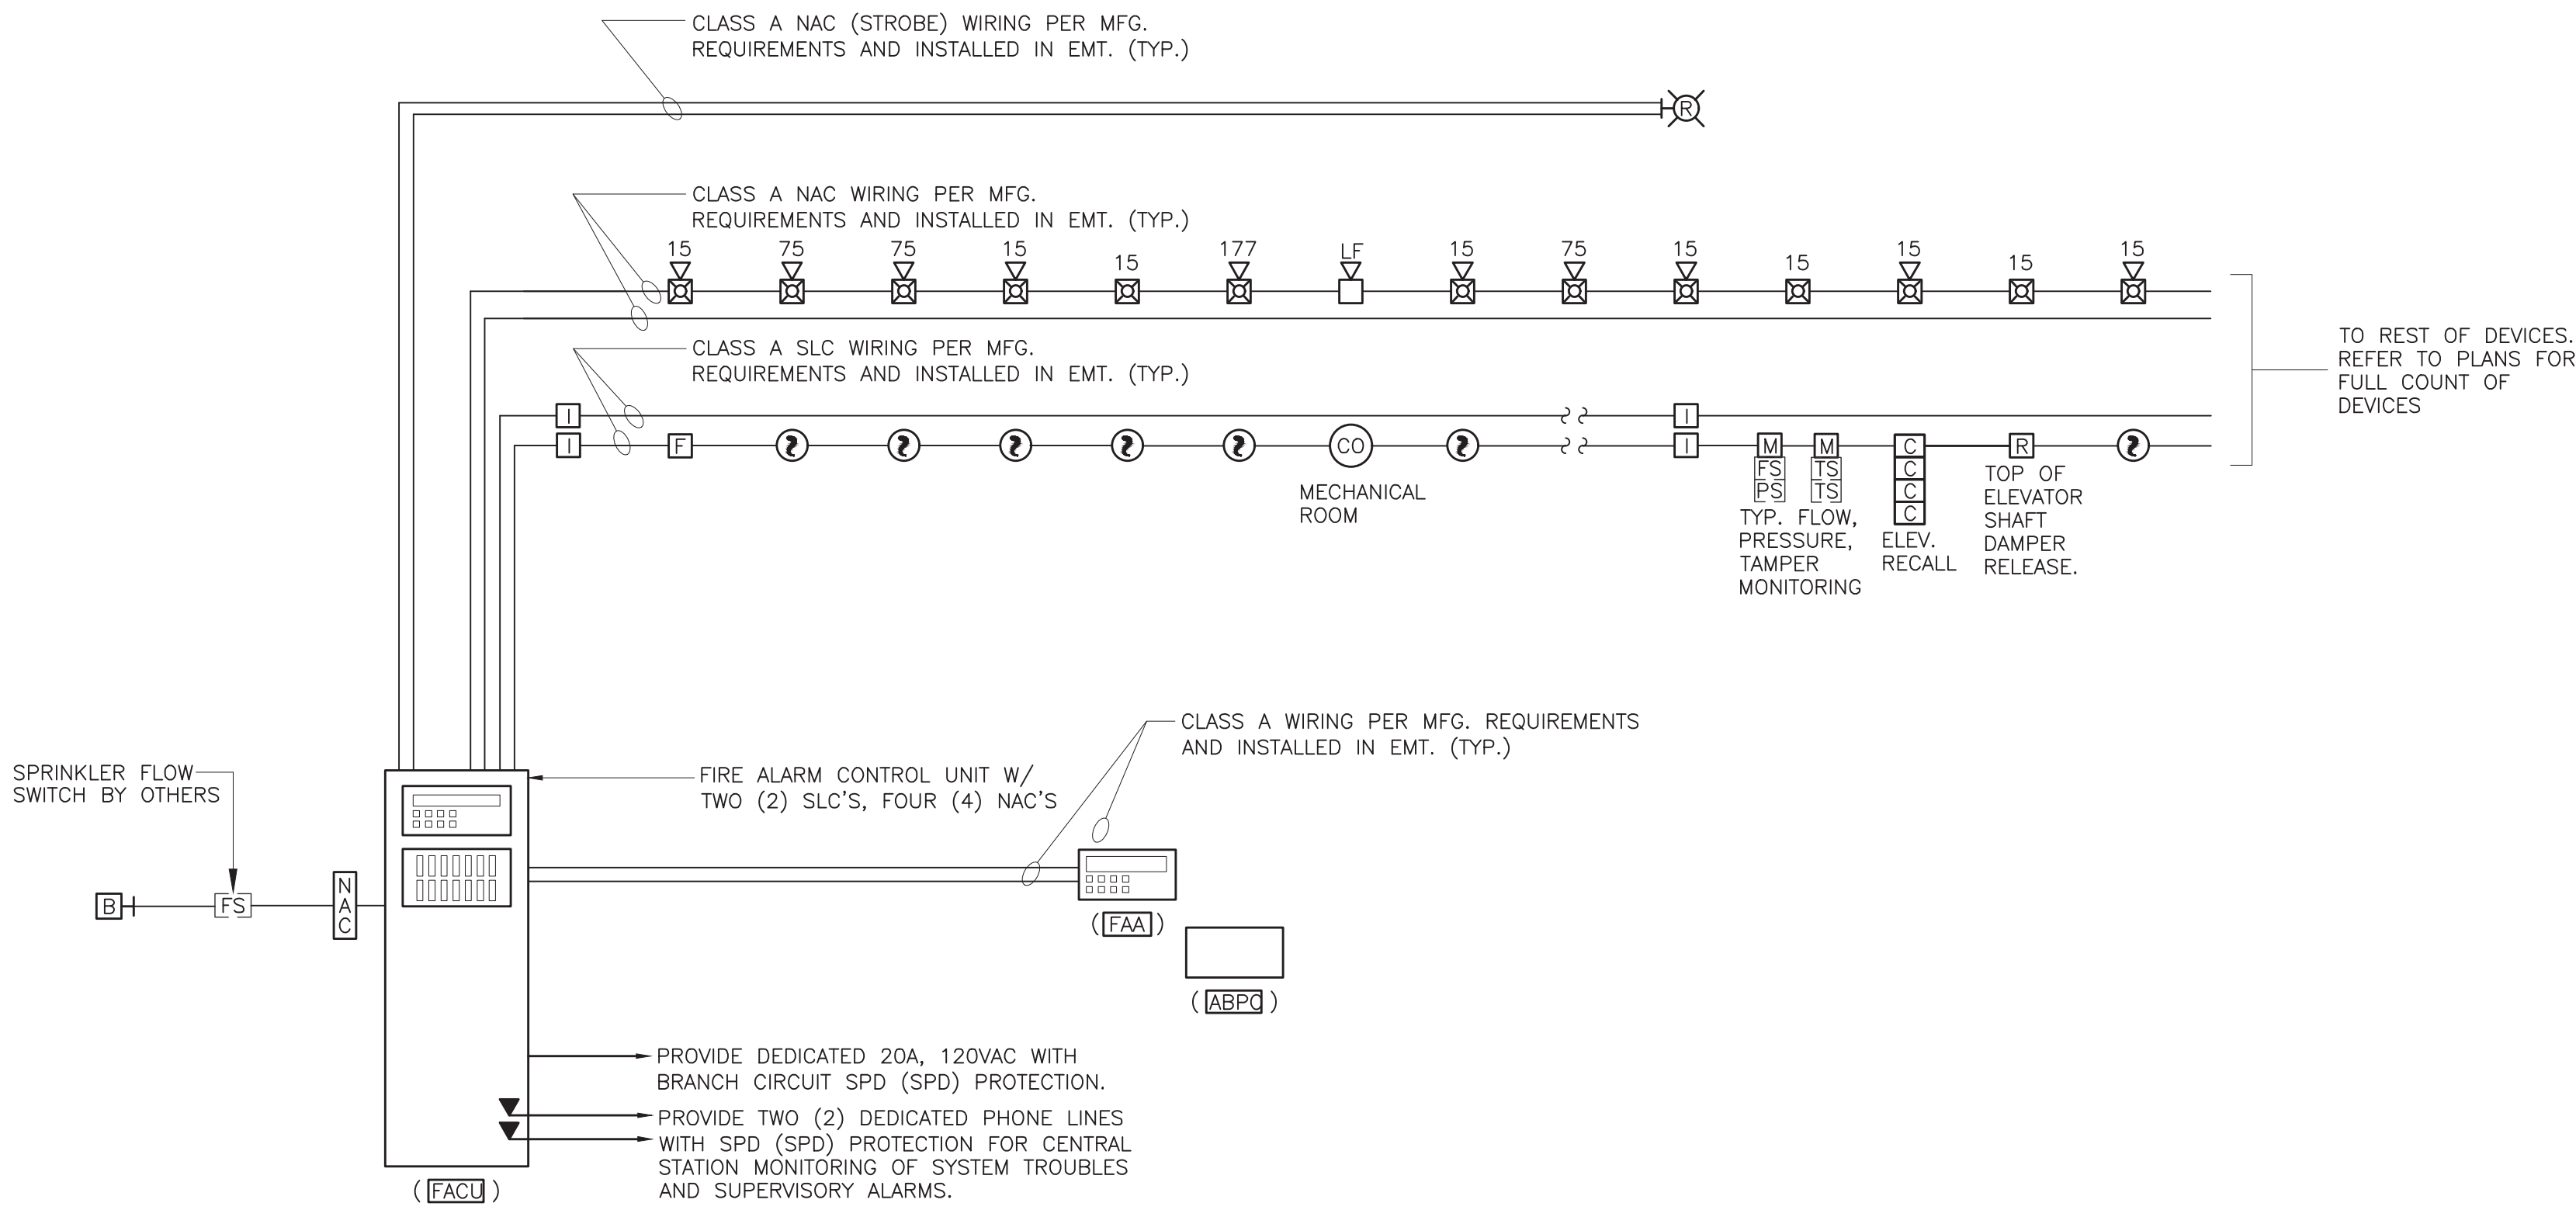 CLASS A NAC (STROBE) WIRING PER MFG.
REQUIREMENTS AND INSTALLED IN EMT. (TYP.)
R
CLASS A NAC WIRING PER MFG.
REQUIREMENTS AND INSTALLED IN EMT. (TYP.)
15 75 75 15 15 177 LF 15 75 15 15 15 15 15
CLASS A SLC WIRING PER MFG.
REQUIREMENTS AND INSTALLED IN EMT. (TYP.)
TO REST OF DEVICES.
REFER TO PLANS FOR
FULL COUNT OF
DEVICES
I I
I F CO I M M C R
FS TS C
PS TS C
C
MECHANICAL
ROOM
TYP. FLOW,
PRESSURE,
TAMPER
MONITORING
ELEV.
RECALL
TOP OF
ELEVATOR
SHAFT
DAMPER
RELEASE.
CLASS A WIRING PER MFG. REQUIREMENTS
AND INSTALLED IN EMT. (TYP.)
SPRINKLER FLOW
SWITCH BY OTHERS
FIRE ALARM CONTROL UNIT W/
TWO (2) SLC'S, FOUR (4) NAC'S
B FS
N
A
C
(FAA)
(ABPC)
PROVIDE DEDICATED 20A, 120VAC WITH
BRANCH CIRCUIT SPD (SPD) PROTECTION.
PROVIDE TWO (2) DEDICATED PHONE LINES
WITH SPD (SPD) PROTECTION FOR CENTRAL
STATION MONITORING OF SYSTEM TROUBLES
AND SUPERVISORY ALARMS.
(FACU)